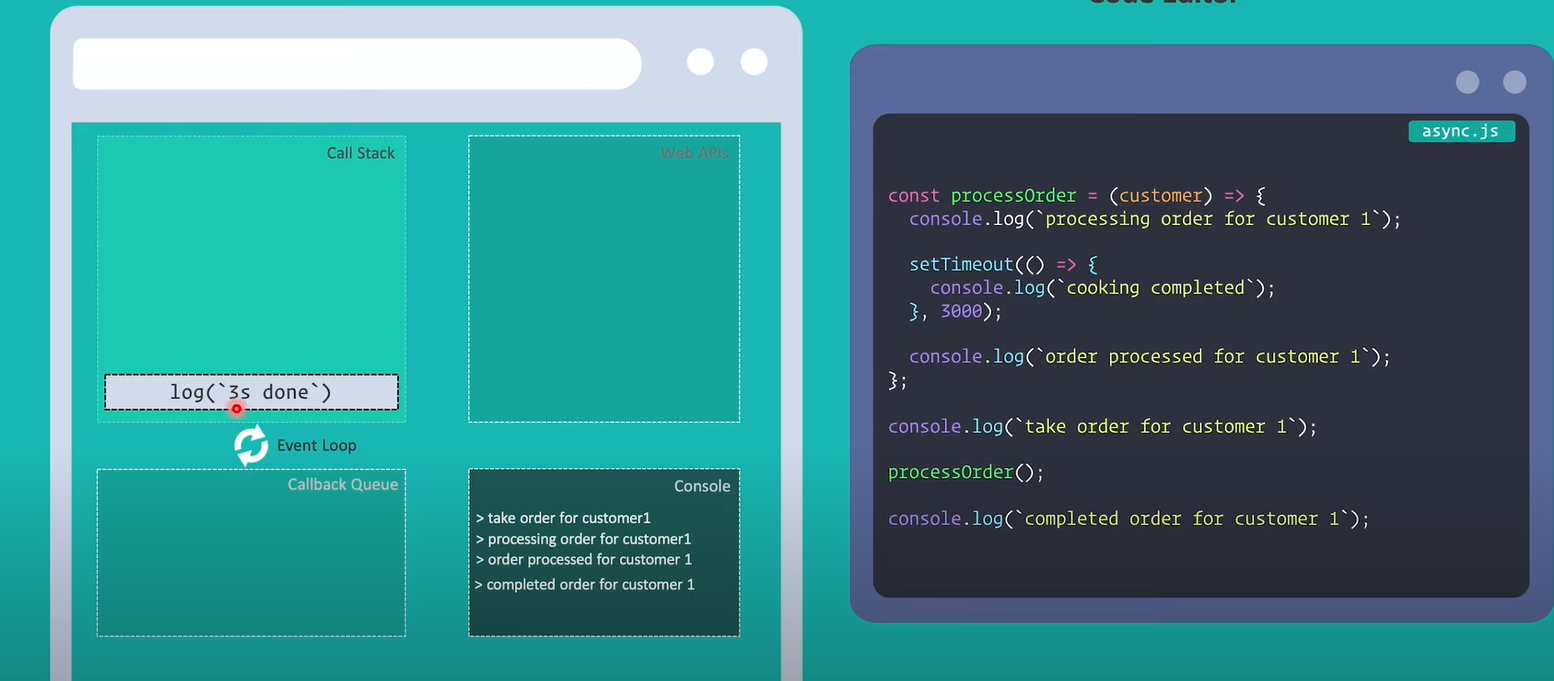 Code Editor
Call Stack
log(`3s done`)
Event Loop
Callback Queue
Web APIs
Console
> take order for customer1
> processing order for customer1
> order processed for customer 1
> completed order for customer 1
async.js
const processOrder = (customer) => {
  console.log(`processing order for customer 1`);
  setTimeout(() => {
    console.log(`cooking completed`);
  }, 3000);
  console.log(`order processed for customer 1`);
};
console.log(`take order for customer 1`);
processOrder();
console.log(`completed order for customer 1`);